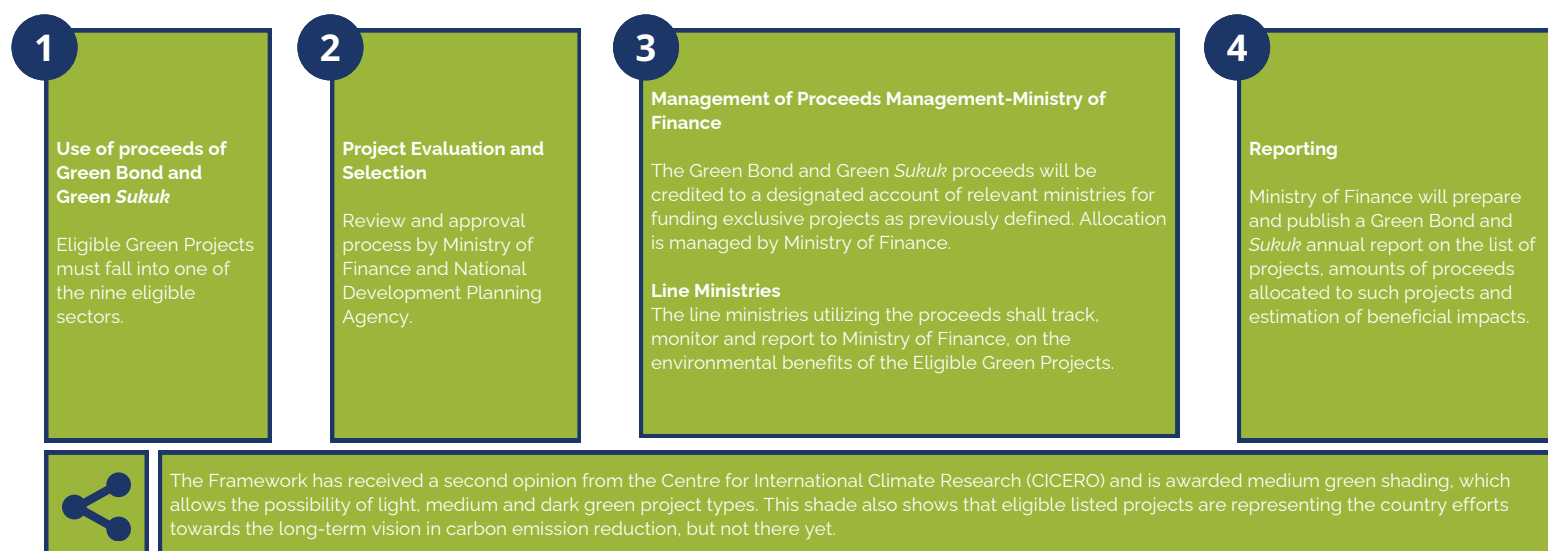 1
Use of proceeds of
Green Bond and
Green Sukuk
Eligible Green Projects
must fall into one of
the nine eligible
sectors.
2
Project Evaluation and
Selection
Review and approval
process by Ministry of
Finance and National
Development Planning
Agency.
3
Management of Proceeds Management-Ministry of
Finance
The Green Bond and Green Sukuk proceeds will be
credited to a designated account of relevant ministries for
funding exclusive projects as previously defined. Allocation
is managed by Ministry of Finance.
Line Ministries
The line ministries utilizing the proceeds shall track,
monitor and report to Ministry of Finance, on the
environmental benefits of the Eligible Green Projects.
4
Reporting
Ministry of Finance will prepare
and publish a Green Bond and
Sukuk annual report on the list of
projects, amounts of proceeds
allocated to such projects and
estimation of beneficial impacts.
The Framework has received a second opinion from the Centre for International Climate Research (CICERO) and is awarded medium green shading, which
allows the possibility of light, medium and dark green project types. This shade also shows that eligible listed projects are representing the country efforts
towards the long-term vision in carbon emission reduction, but not there yet.